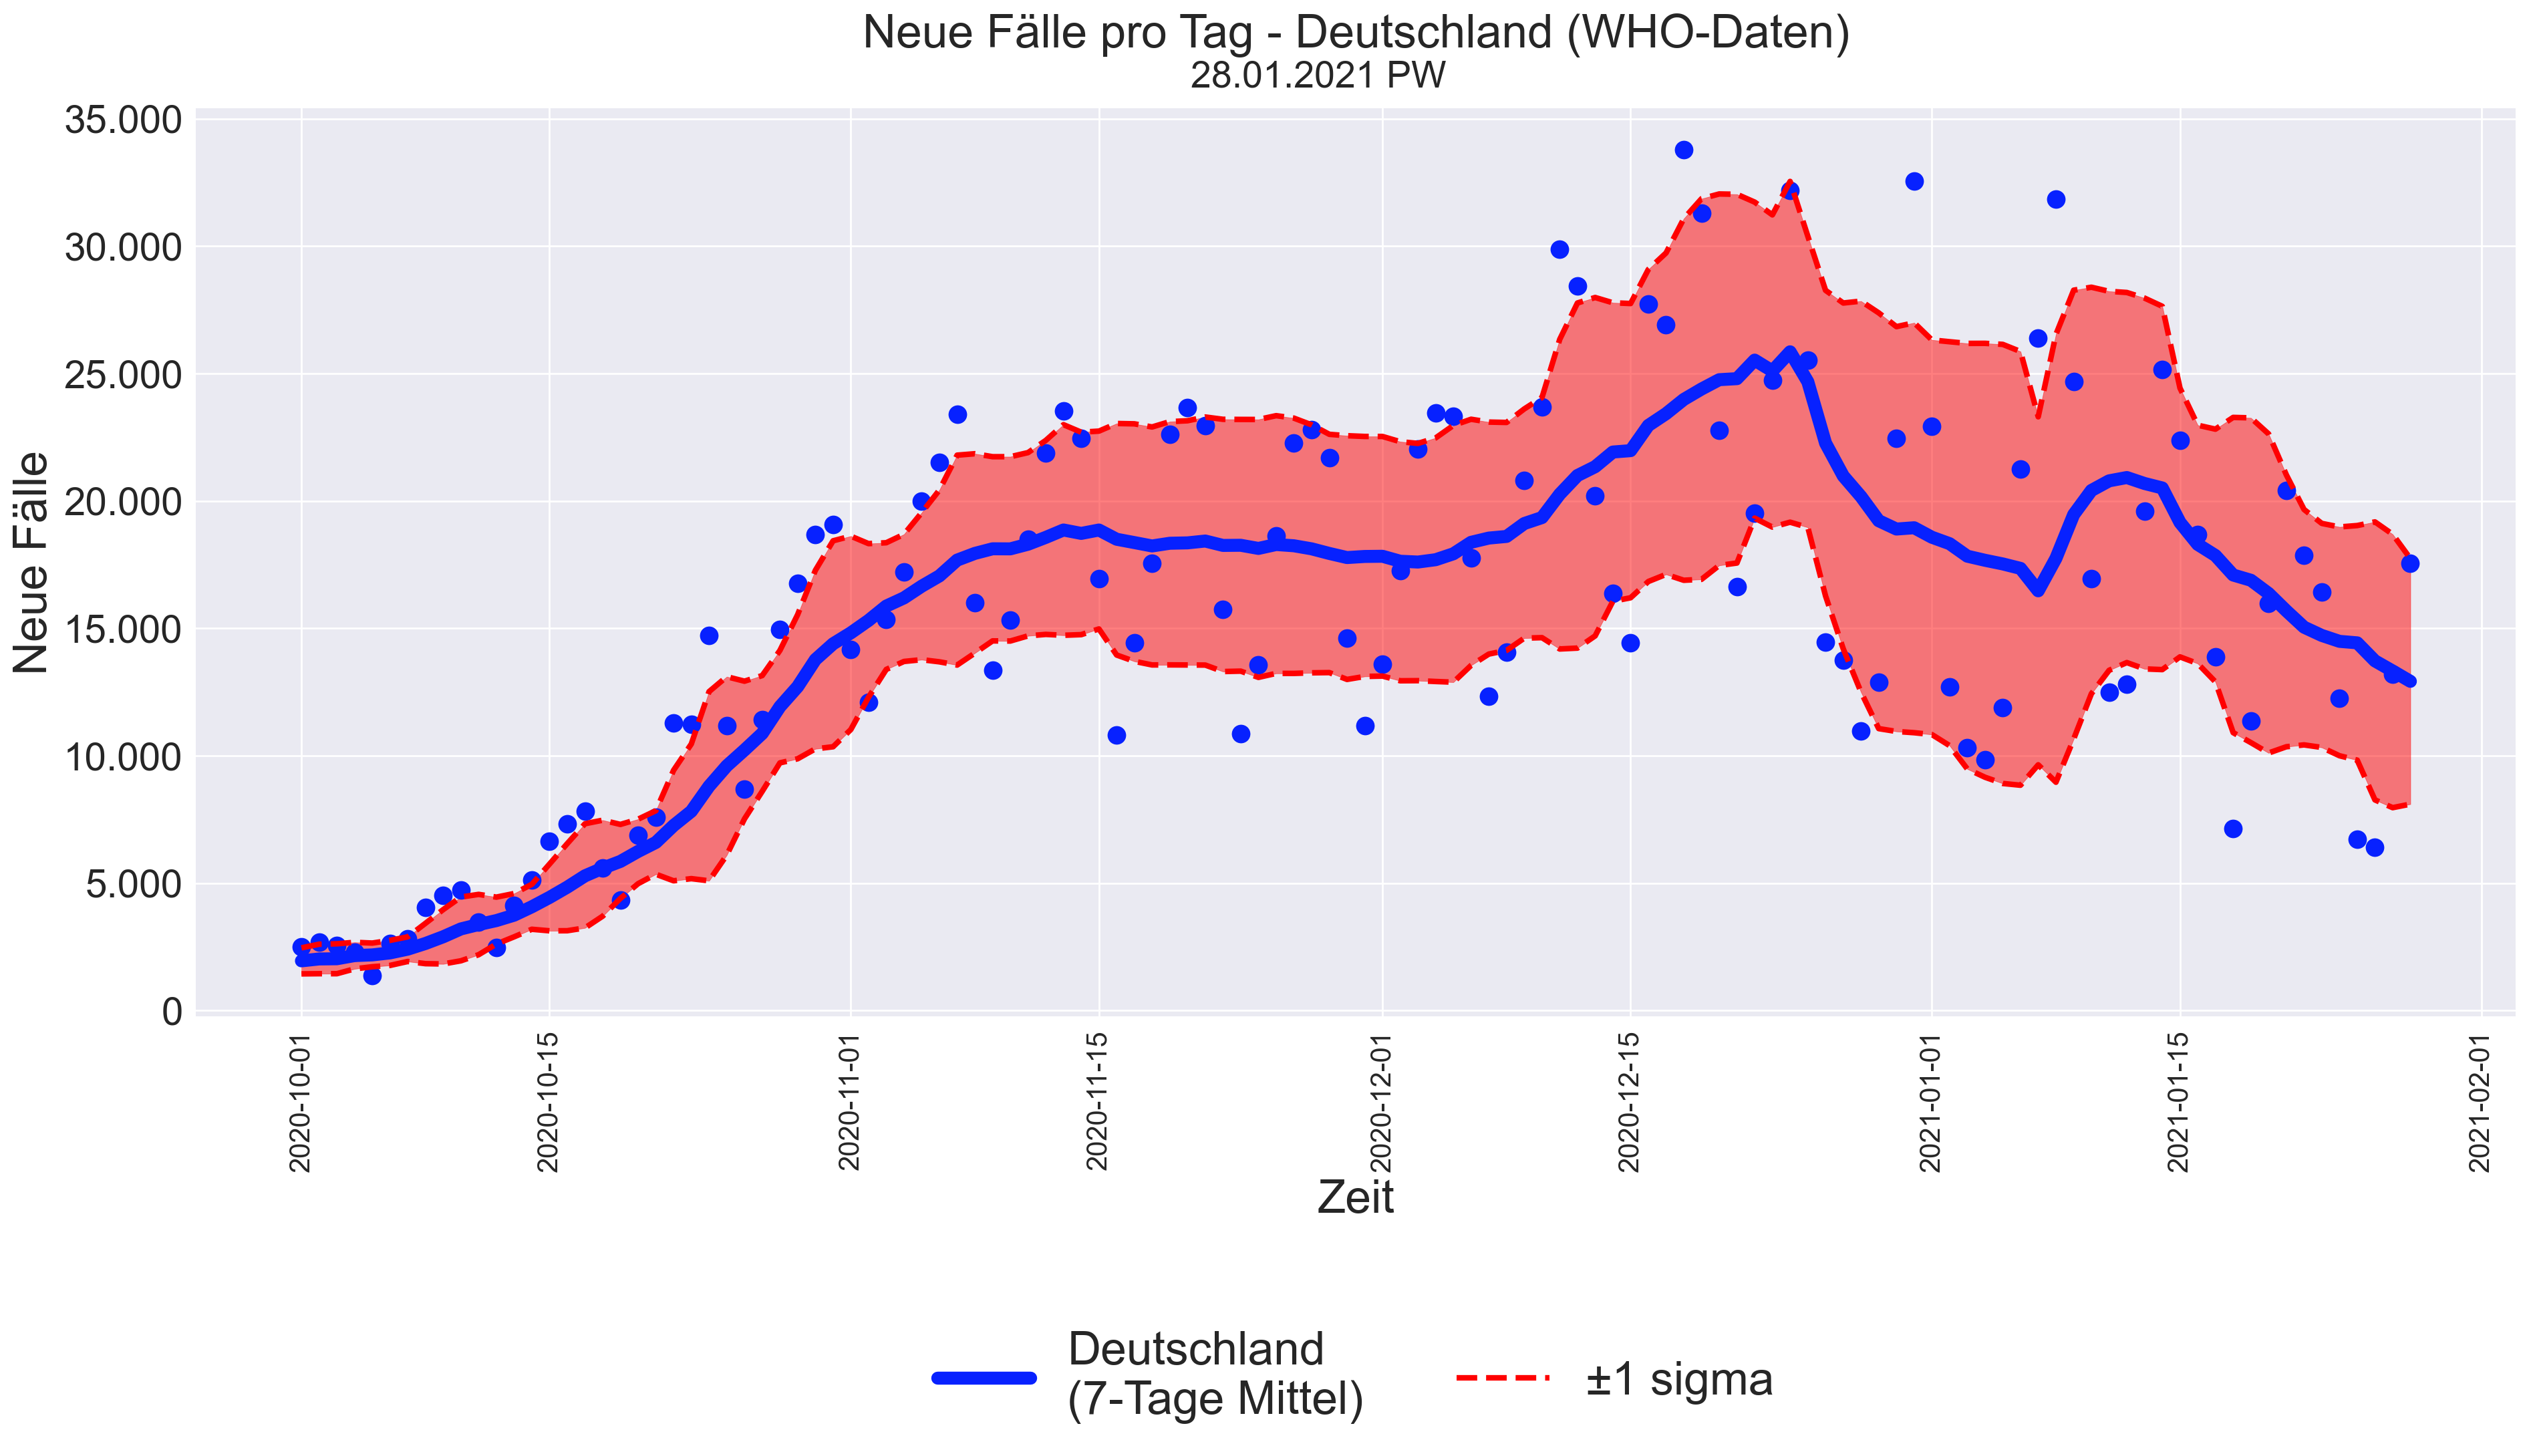 Neue Fälle pro Tag - Deutschland (WHO-Daten)
28.01.2021 PW
Neue Fälle
35.000
30.000
25.000
20.000
15.000
10.000
5.000
0
2020-10-01
2020-10-15
2020-11-01
2020-11-15
2020-12-01
2020-12-15
2021-01-01
2021-01-15
2021-02-01
Zeit
Deutschland
(7-Tage Mittel)
±1 sigma